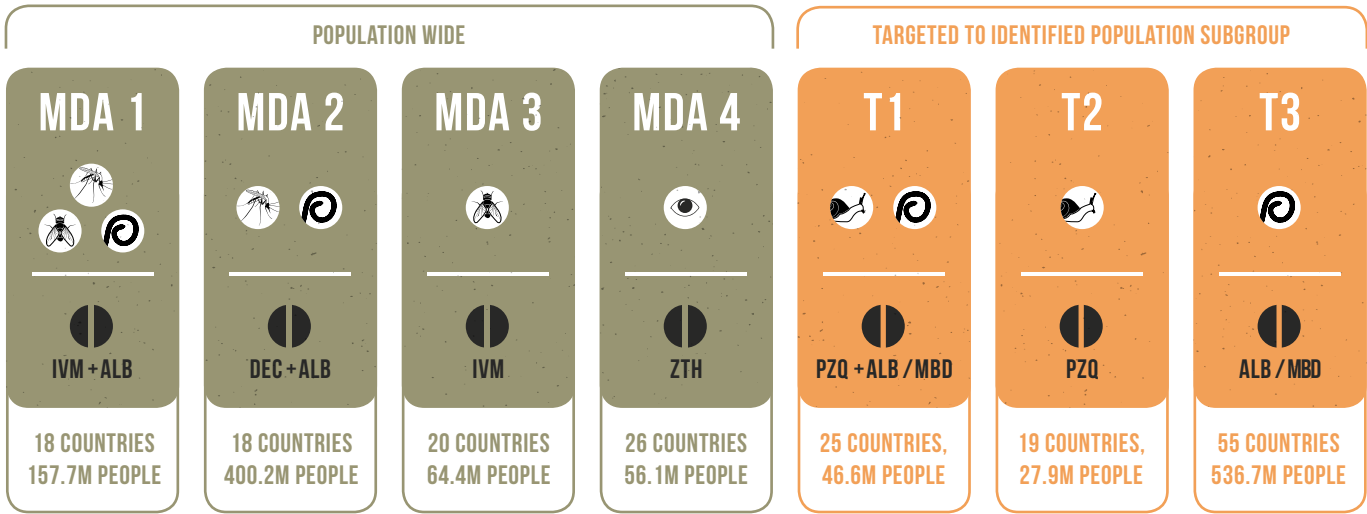 POPULATION WIDE
TARGETED TO IDENTIFIED POPULATION SUBGROUP
MDA 1
IVM + ALB
18 COUNTRIES
157.7M PEOPLE
MDA 2
DEC + ALB
18 COUNTRIES
400.2M PEOPLE
MDA 3
IVM
20 COUNTRIES
64.4M PEOPLE
MDA 4
ZTH
26 COUNTRIES
56.1M PEOPLE
T1
PZQ + ALB / MBD
25 COUNTRIES,
46.6M PEOPLE
T2
PZQ
19 COUNTRIES,
27.9M PEOPLE
T3
ALB / MBD
55 COUNTRIES
536.7M PEOPLE